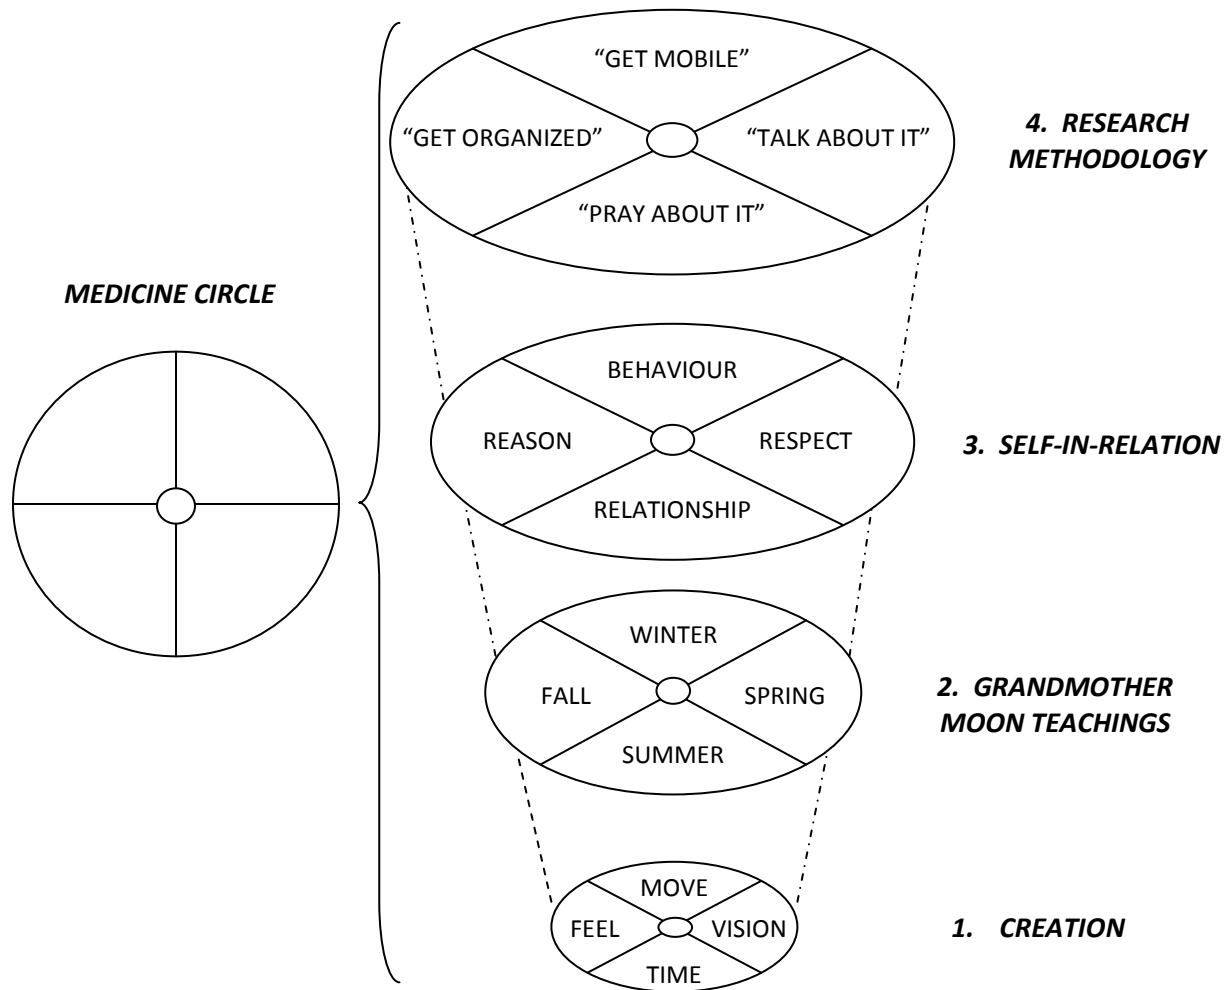 “GET MOBILE”
“GET ORGANIZED”
“TALK ABOUT IT”
“PRAY ABOUT IT”
4. RESEARCH
METHODOLOGY
MEDICINE CIRCLE
BEHAVIOUR
REASON
RESPECT
RELATIONSHIP
3. SELF-IN-RELATION
WINTER
FALL
SPRING
SUMMER
2. GRANDMOTHER
MOON TEACHINGS
MOVE
FEEL
VISION
TIME
1. CREATION